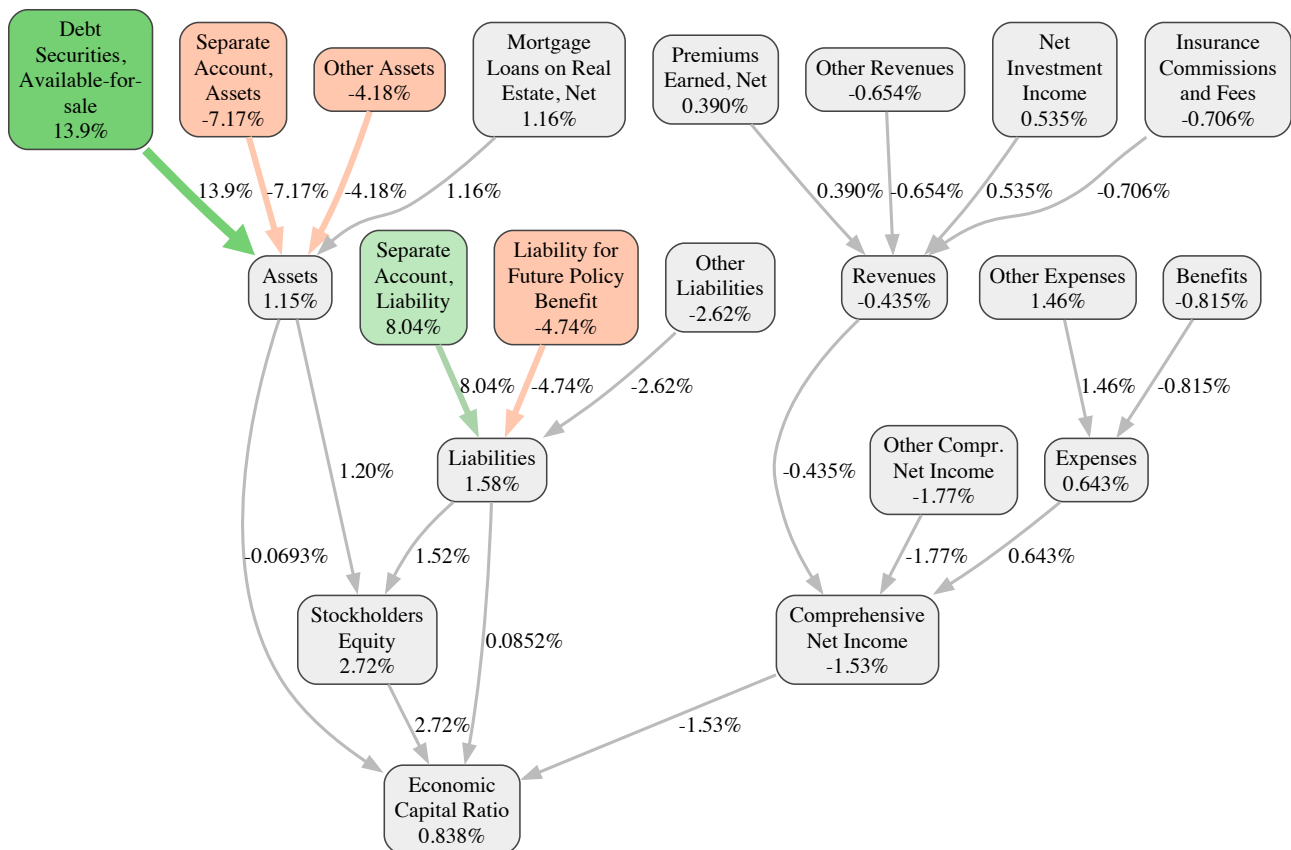 Debt
Securities,
Available-for-
sale
13.9%
Separate
Account,
Assets
-7.17%
Other Assets
-4.18%
Mortgage
Loans on Real
Estate, Net
1.16%
Premiums
Earned, Net
0.390%
Other Revenues
-0.654%
Net
Investment
Income
0.535%
Insurance
Commissions
and Fees
-0.706%
13.9%
-7.17%
-4.18%
1.16%
0.390%
-0.654%
0.535%
-0.706%
Assets
1.15%
Separate
Account,
Liability
8.04%
Liability for
Future Policy
Benefit
-4.74%
Other
Liabilities
-2.62%
Revenues
-0.435%
Other Expenses
1.46%
Benefits
-0.815%
8.04%
-4.74%
-2.62%
1.46%
-0.815%
1.20%
Liabilities
1.58%
-0.435%
Other Compr.
Net Income
-1.77%
Expenses
0.643%
-0.0693%
1.52%
-1.77%
0.643%
Stockholders
Equity
2.72%
0.0852%
Comprehensive
Net Income
-1.53%
2.72%
-1.53%
Economic
Capital Ratio
0.838%